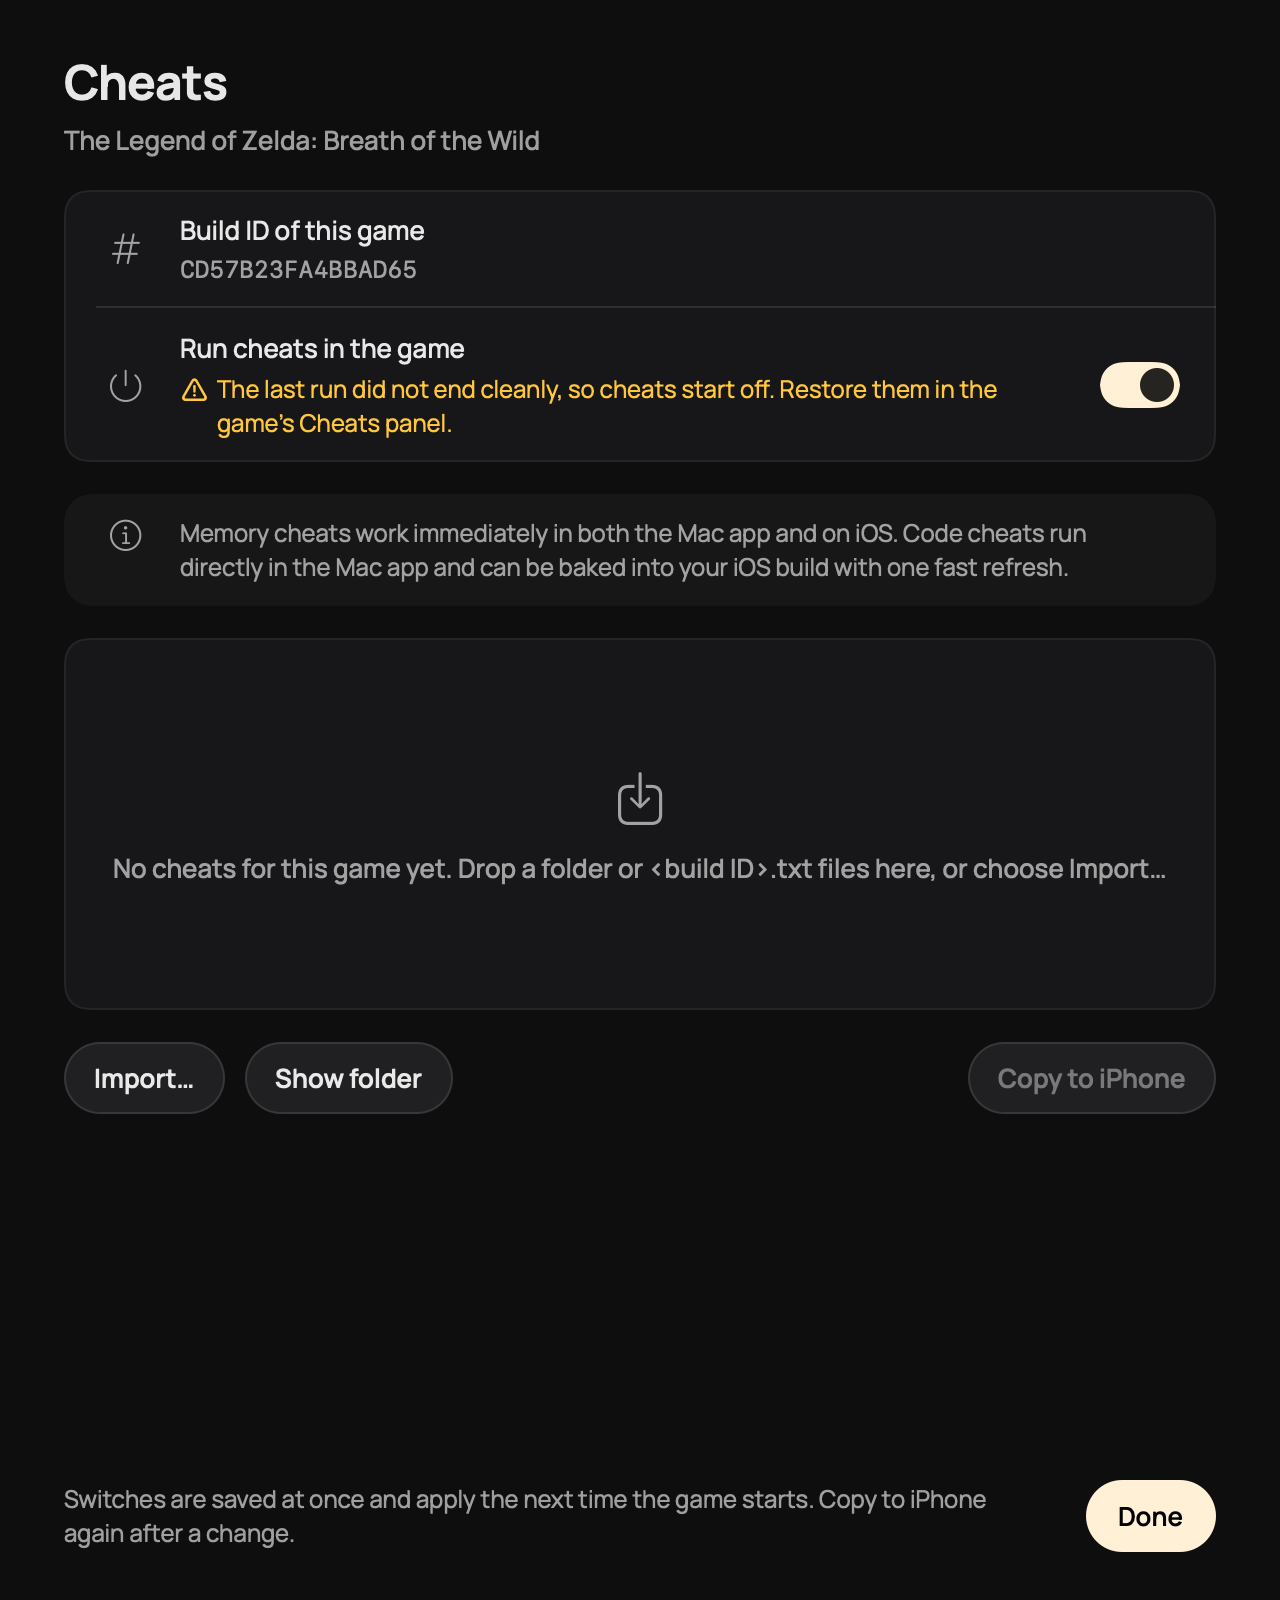 Cheats
The Legend of Zelda: Breath of the Wild
Build ID of this game
CD57B23FA4BBAD65
Run cheats in the game
The last run did not end cleanly, so cheats start off. Restore them in the
game's Cheats panel.
Memory cheats work immediately in both the Mac app and on iOS. Code cheats run
directly in the Mac app and can be baked into your iOS build with one fast refresh.
No cheats for this game yet. Drop a folder or <build ID>.txt files here, or choose Import…
Import…
Show folder
Copy to iPhone
Switches are saved at once and apply the next time the game starts. Copy to iPhone
again after a change.
Done